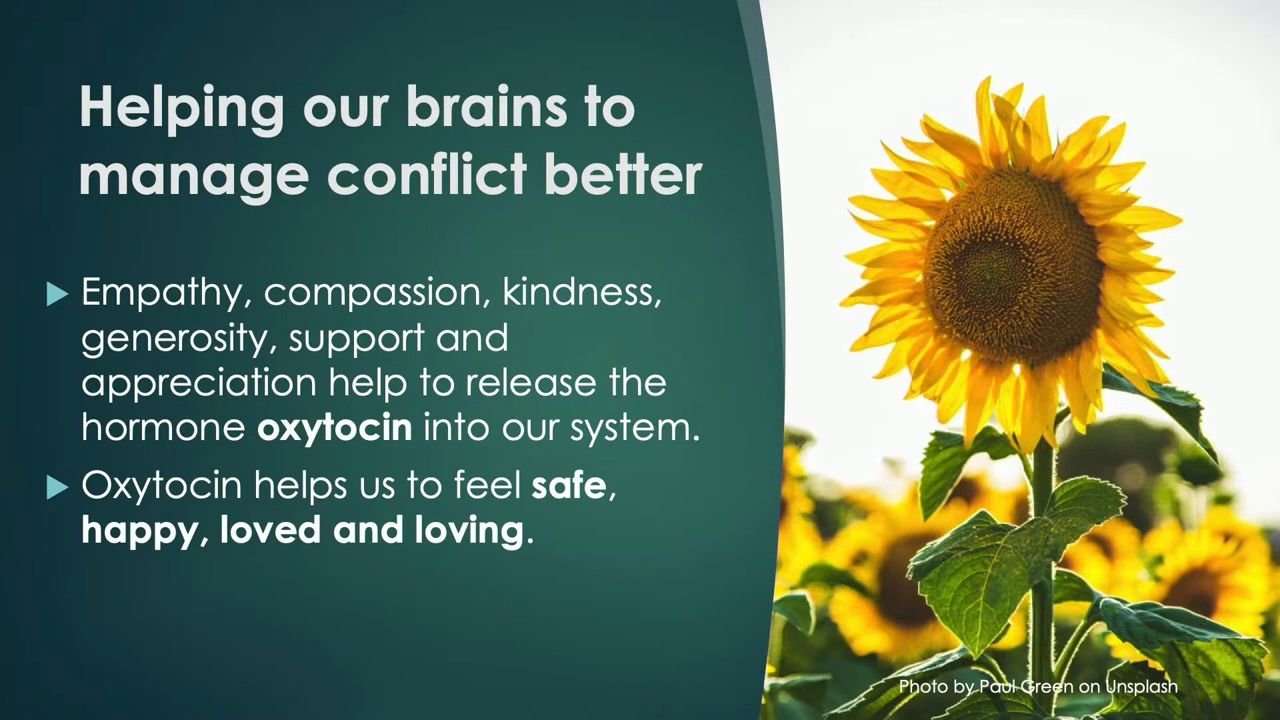 Helping our brains to
manage conflict better
Empathy, compassion, kindness,
generosity, support and
appreciation help to release the
hormone oxytocin into our system.
Oxytocin helps us to feel safe,
happy, loved and loving.
Photo by Paul Green on Unsplash